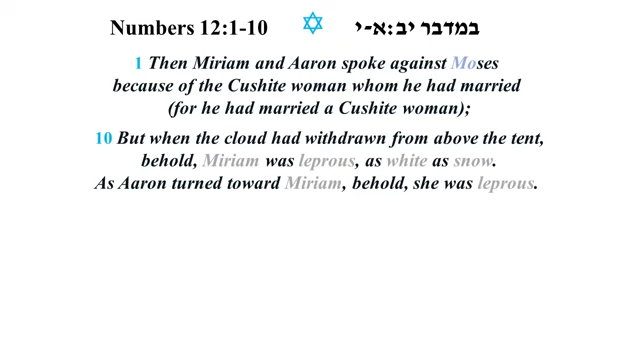 Numbers 12:1-10 ✡ במדבר יב:א-י
1 Then Miriam and Aaron spoke against Moses
because of the Cushite woman whom he had married
(for he had married a Cushite woman);
10 But when the cloud had withdrawn from above the tent,
behold, Miriam was leprous, as white as snow.
As Aaron turned toward Miriam, behold, she was leprous.